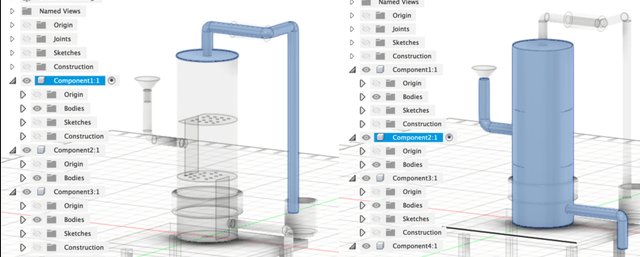 Named Views
Origin
Joints
Sketches
Construction
Component1:1
Origin
Bodies
Sketches
Construction
Component2:1
Origin
Bodies
Component3:1
Origin
Bodies
Sketches
Construction
Named Views
Origin
Joints
Sketches
Construction
Component1:1
Origin
Bodies
Sketches
Construction
Component2:1
Origin
Bodies
Component3:1
Origin
Bodies
Sketches
Construction
Component4:1